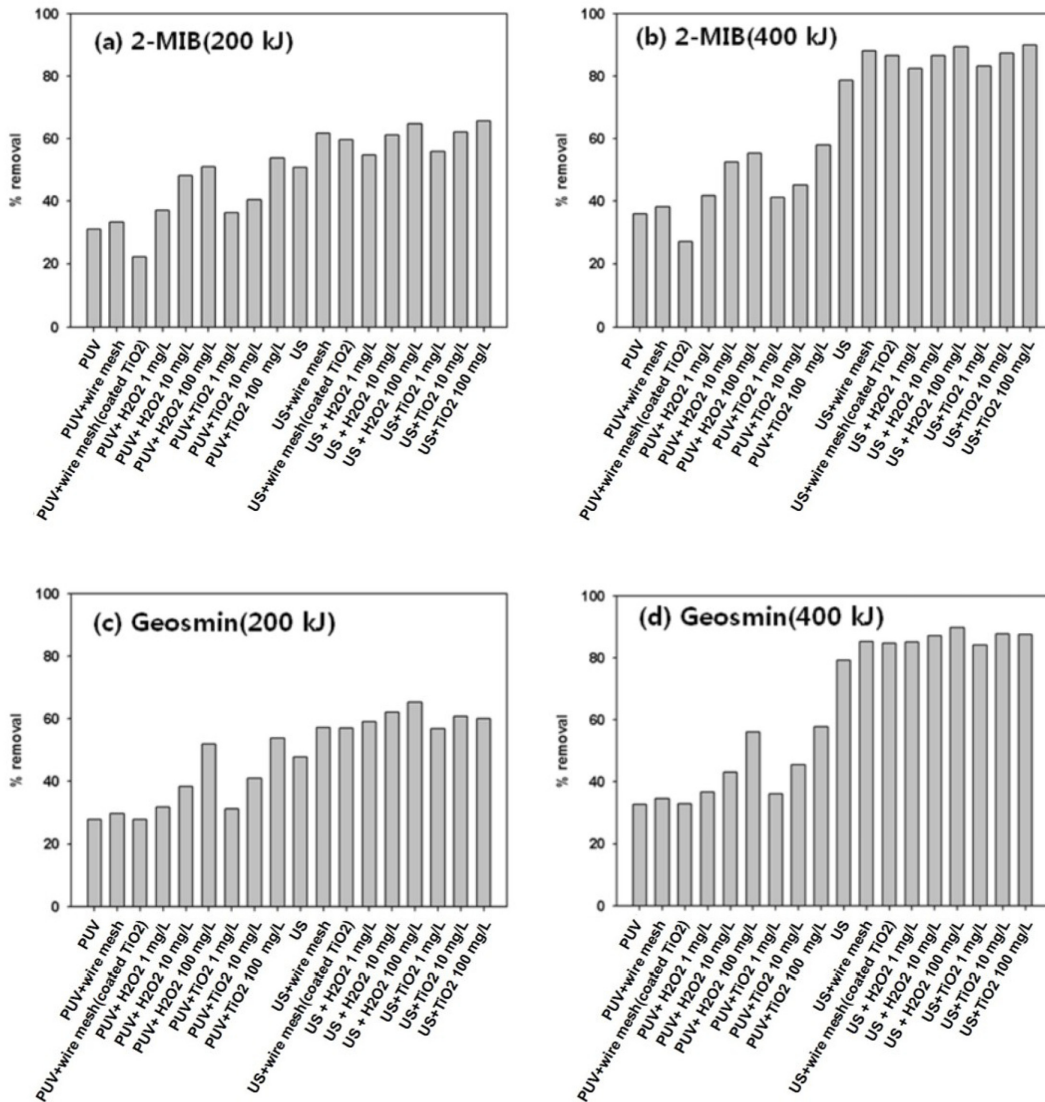 (a) 2-MIB(200 kJ)
% removal
100
80
60
40
20
0
PUV
PUV+wire mesh
PUV+wire mesh(coated TiO2)
PUV+ H2O2 1 mg/L
PUV+ H2O2 10 mg/L
PUV+ H2O2 100 mg/L
PUV+TiO2 1 mg/L
PUV+TiO2 10 mg/L
PUV+TiO2 100 mg/L
US
US+wire mesh
US+wire mesh(coated TiO2)
US + H2O2 1 mg/L
US + H2O2 10 mg/L
US + H2O2 100 mg/L
US+TiO2 1 mg/L
US+TiO2 10 mg/L
US+TiO2 100 mg/L
(b) 2-MIB(400 kJ)
% removal
100
80
60
40
20
0
PUV
PUV+wire mesh
PUV+wire mesh(coated TiO2)
PUV+ H2O2 1 mg/L
PUV+ H2O2 10 mg/L
PUV+ H2O2 100 mg/L
PUV+TiO2 1 mg/L
PUV+TiO2 10 mg/L
PUV+TiO2 100 mg/L
US
US+wire mesh
US+wire mesh(coated TiO2)
US + H2O2 1 mg/L
US + H2O2 10 mg/L
US + H2O2 100 mg/L
US+TiO2 1 mg/L
US+TiO2 10 mg/L
US+TiO2 100 mg/L
(c) Geosmin(200 kJ)
% removal
100
80
60
40
20
0
PUV
PUV+wire mesh
PUV+wire mesh(coated TiO2)
PUV+ H2O2 1 mg/L
PUV+ H2O2 10 mg/L
PUV+ H2O2 100 mg/L
PUV+TiO2 1 mg/L
PUV+TiO2 10 mg/L
PUV+TiO2 100 mg/L
US
US+wire mesh
US+wire mesh(coated TiO2)
US + H2O2 1 mg/L
US + H2O2 10 mg/L
US + H2O2 100 mg/L
US+TiO2 1 mg/L
US+TiO2 10 mg/L
US+TiO2 100 mg/L
(d) Geosmin(400 kJ)
% removal
100
80
60
40
20
0
PUV
PUV+wire mesh
PUV+wire mesh(coated TiO2)
PUV+ H2O2 1 mg/L
PUV+ H2O2 10 mg/L
PUV+ H2O2 100 mg/L
PUV+TiO2 1 mg/L
PUV+TiO2 10 mg/L
PUV+TiO2 100 mg/L
US
US+wire mesh
US+wire mesh(coated TiO2)
US + H2O2 1 mg/L
US + H2O2 10 mg/L
US + H2O2 100 mg/L
US+TiO2 1 mg/L
US+TiO2 10 mg/L
US+TiO2 100 mg/L